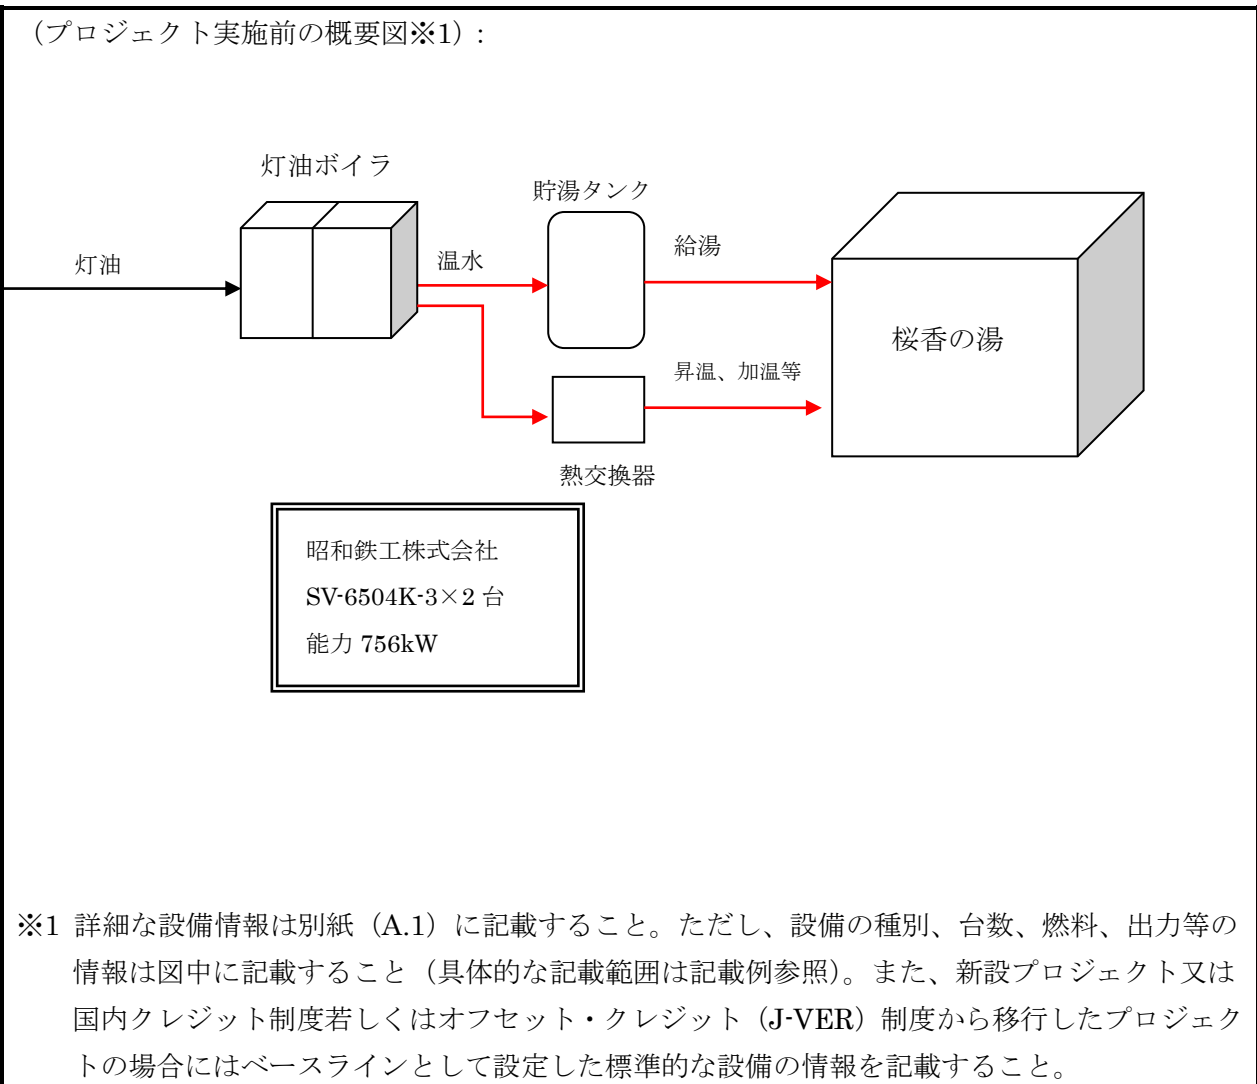 （プロジェクト実施前の概要図※1）:
灯油ボイラ
貯湯タンク
灯油
温水
給湯
桜香の湯
昇温、加温等
熱交換器
昭和鉄工株式会社
SV-6504K-3×2 台
能力 756kW
※1 詳細な設備情報は別紙（A.1）に記載すること。ただし、設備の種別、台数、燃料、出力等の
情報は図中に記載すること（具体的な記載範囲は記載例参照）。また、新設プロジェクト又は
国内クレジット制度若しくはオフセット・クレジット（J-VER）制度から移行したプロジェク
トの場合にはベースラインとして設定した標準的な設備の情報を記載すること。